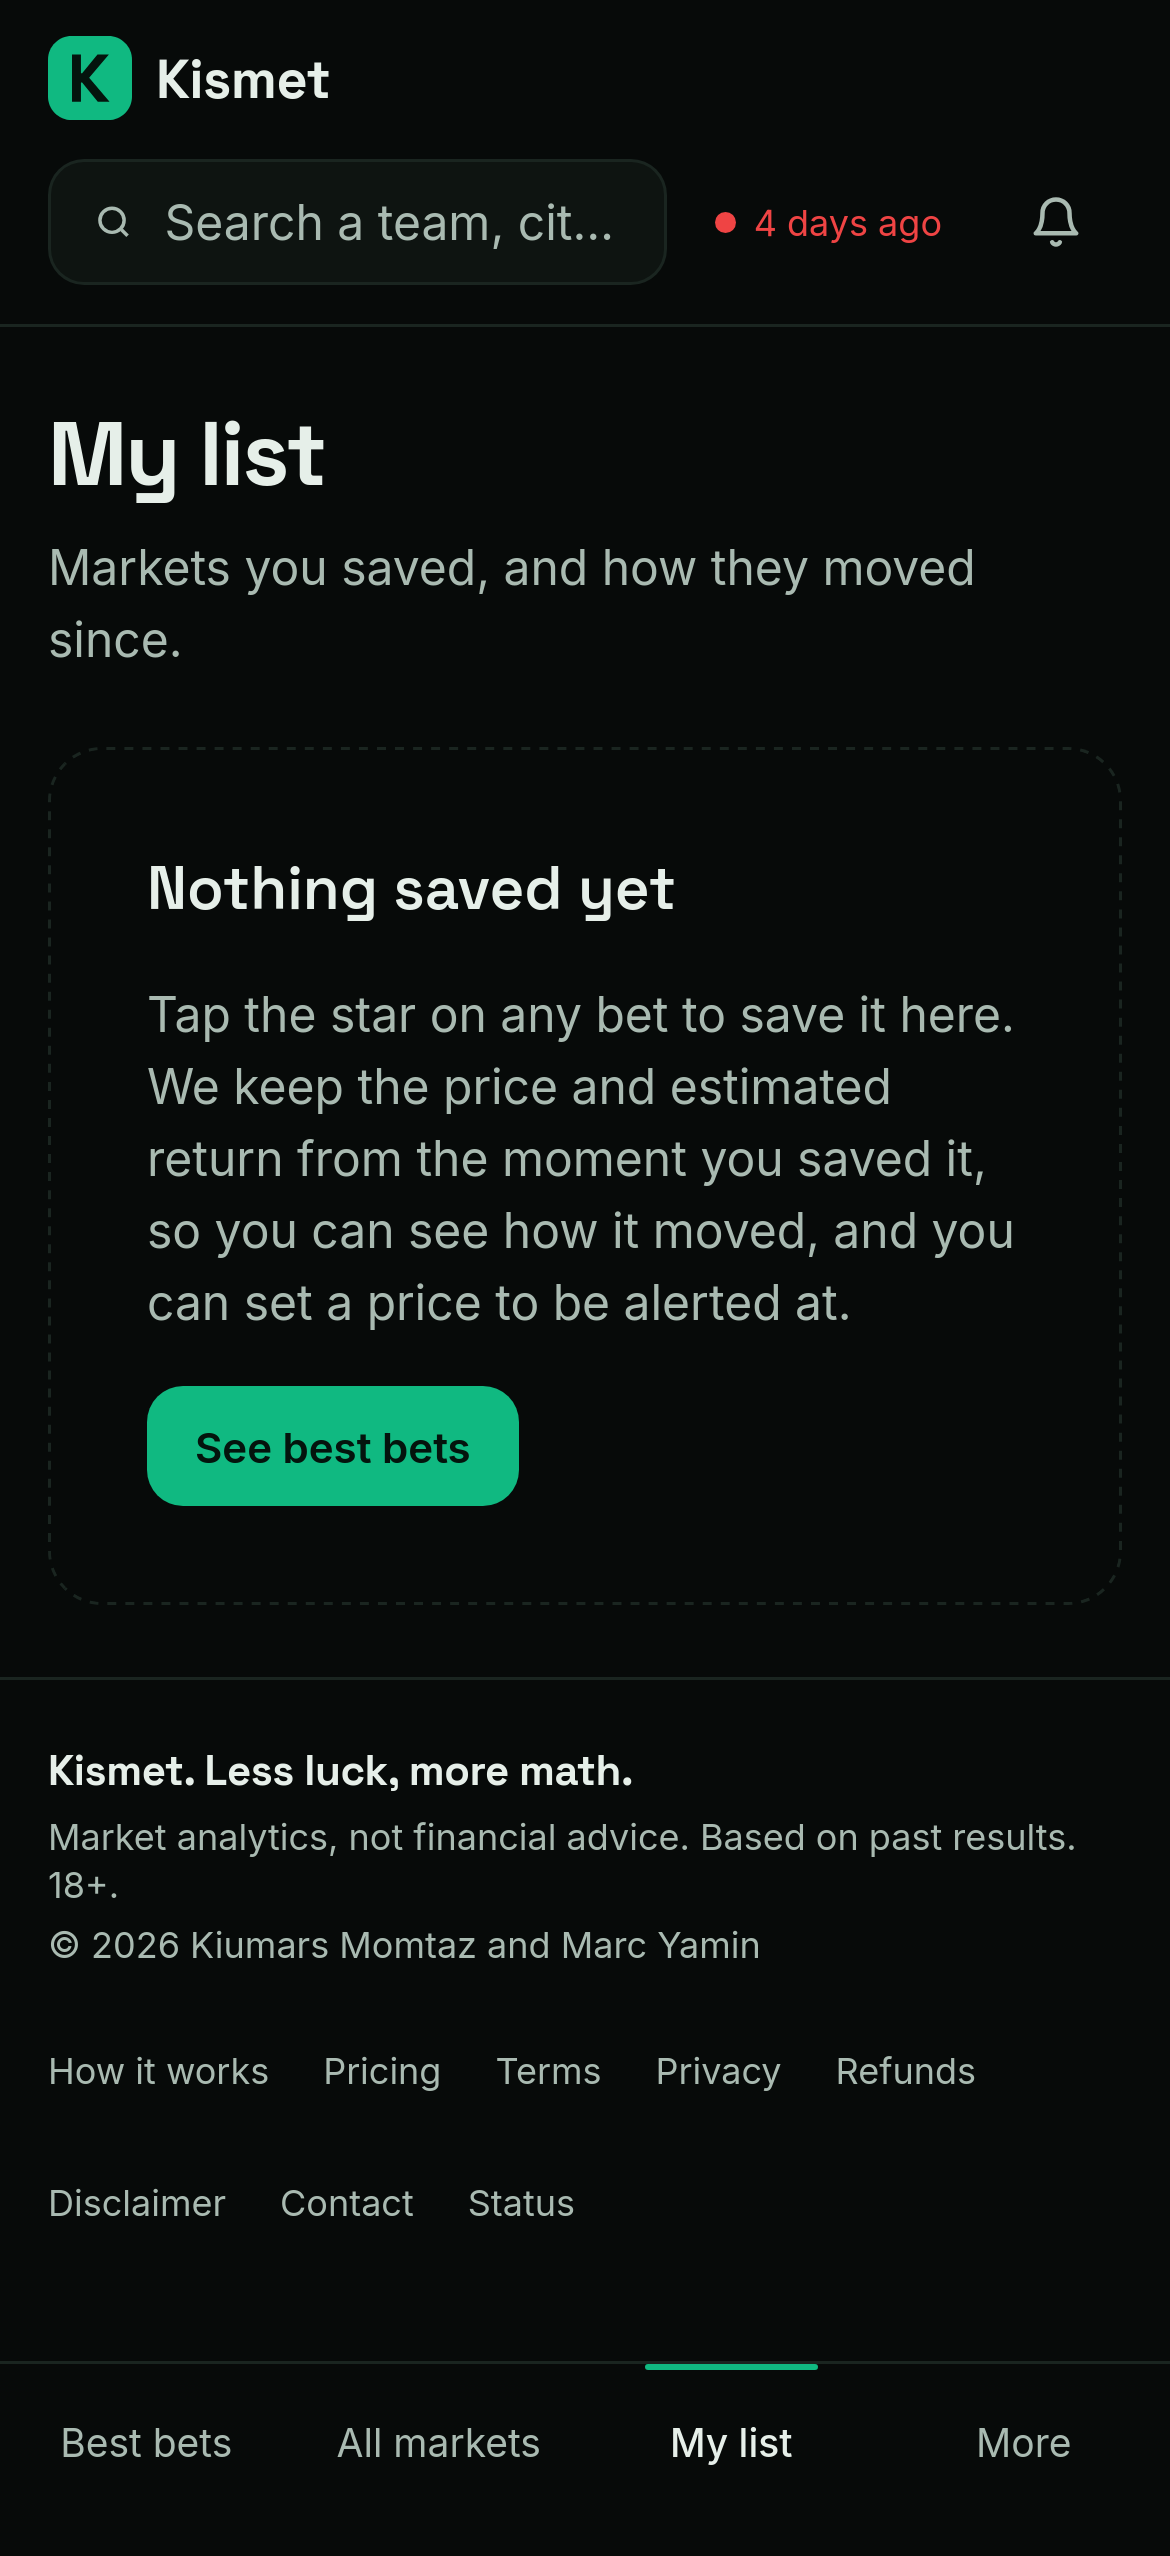 K
Kismet
Search a team, cit...
4 days ago
My list
Markets you saved, and how they moved
since.
Nothing saved yet
Tap the star on any bet to save it here.
We keep the price and estimated
return from the moment you saved it,
so you can see how it moved, and you
can set a price to be alerted at.
See best bets
Kismet. Less luck, more math.
Market analytics, not financial advice. Based on past results.
18+.
© 2026 Kiumars Momtaz and Marc Yamin
How it works Pricing Terms Privacy Refunds
Disclaimer Contact Status
Best bets All markets My list More